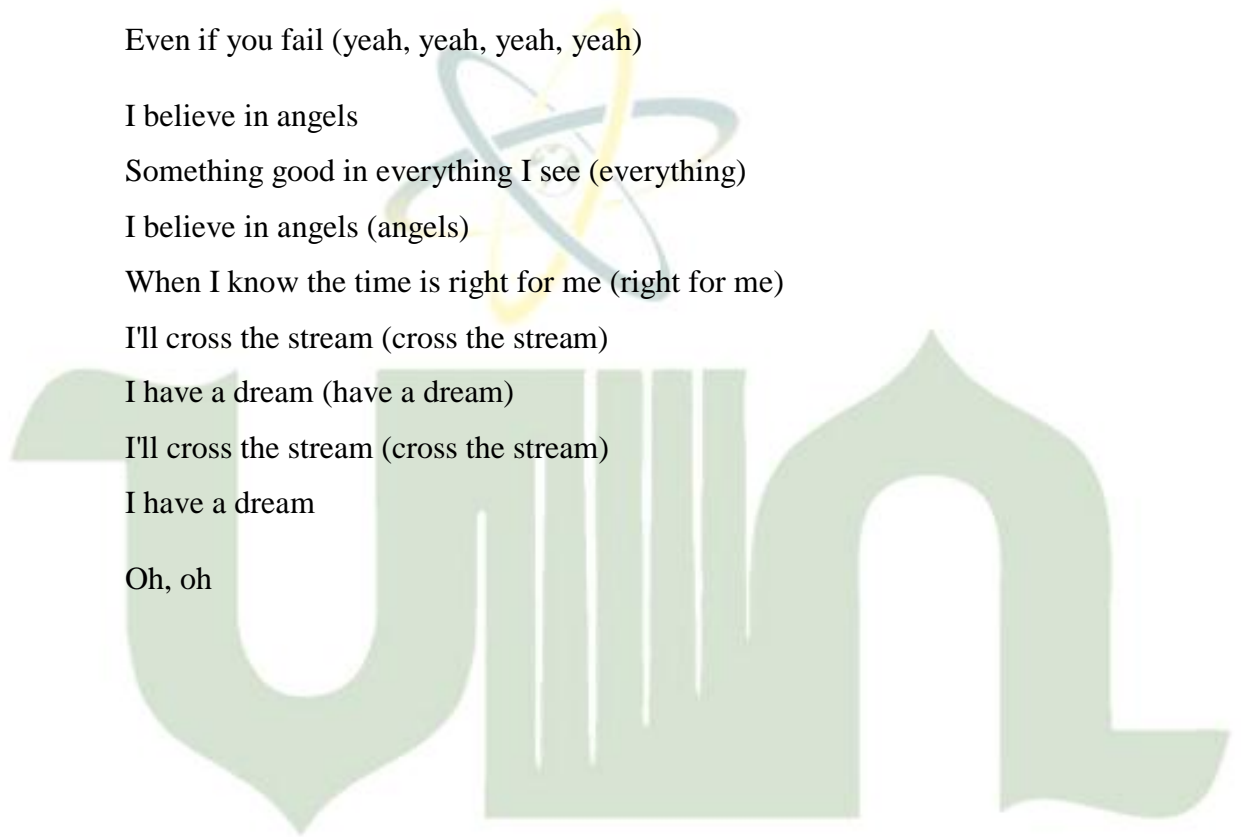 Even if you fail (yeah, yeah, yeah, yeah)
I believe in angels
Something good in everything I see (everything)
I believe in angels (angels)
When I know the time is right for me (right for me)
I'll cross the stream (cross the stream)
I have a dream (have a dream)
I'll cross the stream (cross the stream)
I have a dream
Oh, oh